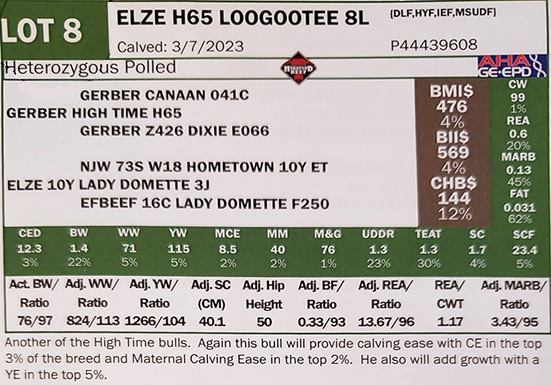 LOT 8
ELZE H65 LOOGOOTEE 8L
{DLF,HYF,IEF,MSUDF}
Calved: 3/7/2023
P44439608
Heterozygous Polled
AHA
GE·EPD
GERBER CANAAN 041C
GERBER HIGH TIME H65
GERBER Z426 DIXIE E066
NJW 73S W18 HOMETOWN 10Y ET
ELZE 10Y LADY DOMETTE 3J
EFBEEF 16C LADY DOMETTE F250
BMI$
476
4%
BII$
569
4%
CHB$
144
12%
CW
99
1%
REA
0.6
20%
MARB
0.13
45%
FAT
0.031
62%
CED BW WW YW MCE MM M&G UDDR TEAT SC SCF
12.3 1.4 71 115 8.5 40 76 1.3 1.3 1.7 23.4
3% 22% 5% 5% 2% 2% 1% 23% 30% 4% 5%
Act. BW/ Adj. WW/ Adj. YW/ Adj. SC Adj. Hip Adj. BF/ Adj. REA/ REA/ Adj. MARB/
Ratio Ratio Ratio (CM) Height Ratio Ratio CWT Ratio
76/97 824/113 1266/104 40.1 50 0.33/93 13.67/96 1.17 3.43/95
Another of the High Time bulls. Again this bull will provide calving ease with CE in the top
3% of the breed and Maternal Calving Ease in the top 2%. He also will add growth with a
YE in the top 5%.